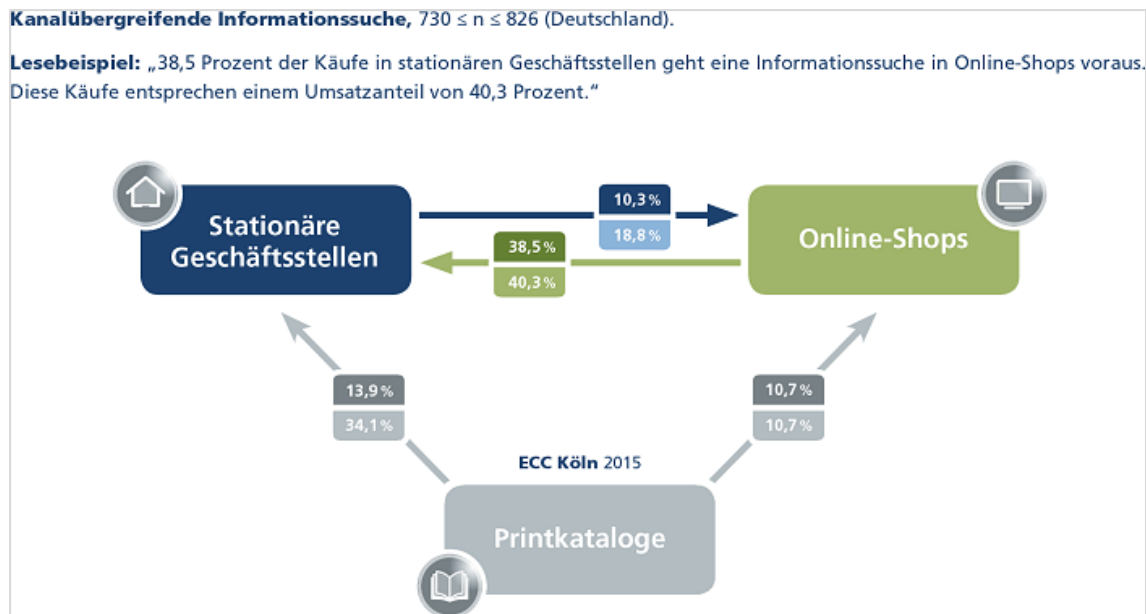 Kanalübergreifende Informationssuche, 730 ≤ n ≤ 826 (Deutschland).
Lesebeispiel: „38,5 Prozent der Käufe in stationären Geschäftsstellen geht eine Informationssuche in Online-Shops voraus.
Diese Käufe entsprechen einem Umsatzanteil von 40,3 Prozent.“
Stationäre
Geschäftsstellen
10,3 %
18,8 %
38,5 %
40,3 %
Online-Shops
13,9 %
34,1 %
10,7 %
10,7 %
ECC Köln 2015
Printkataloge